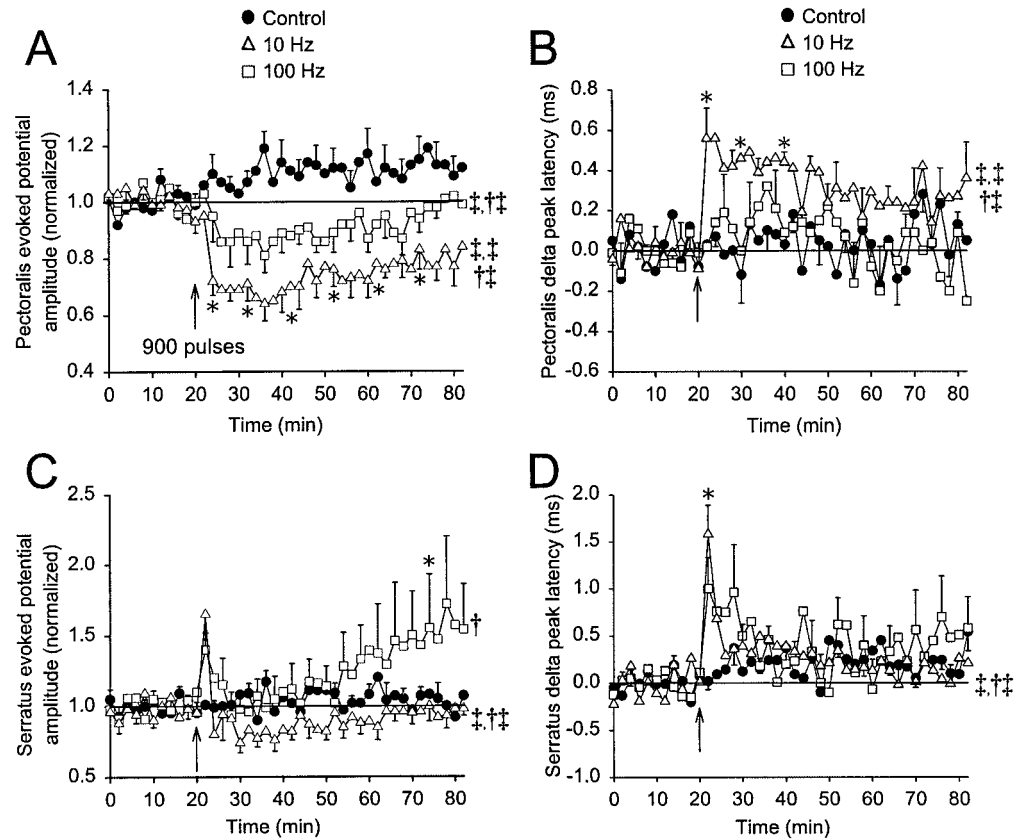 A
Control
10 Hz
100 Hz
Pectoralis evoked potential
amplitude (normalized)
1.4
1.2
1.0
0.8
0.6
0.4
*
*
*
*
*
*
‡,†‡
‡,‡
†‡
900 pulses
0 10 20 30 40 50 60 70 80
Time (min)
B
Control
10 Hz
100 Hz
Pectoralis delta peak latency (ms)
0.8
0.6
0.4
0.2
0.0
-0.2
-0.4
-0.6
*
*
*
‡,‡
†‡
0 10 20 30 40 50 60 70 80
Time (min)
C
Serratus evoked potential
amplitude (normalized)
2.5
2.0
1.5
1.0
0.5
*
†
‡,†‡
0 10 20 30 40 50 60 70 80
Time (min)
D
Serratus delta peak latency (ms)
2.0
1.5
1.0
0.5
0.0
-0.5
-1.0
*
‡,†‡
0 10 20 30 40 50 60 70 80
Time (min)